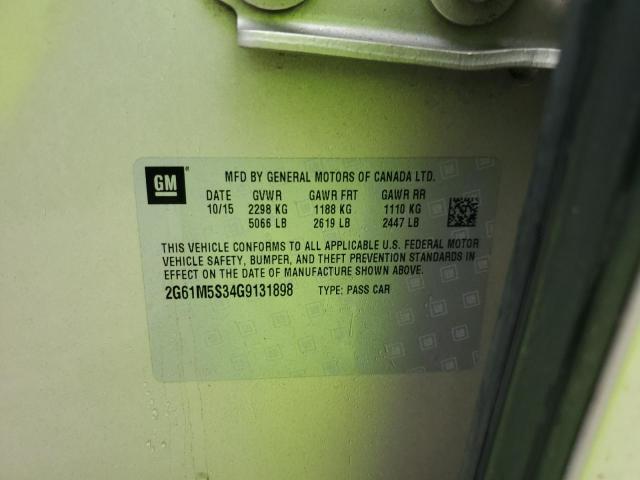 GM
MFD BY GENERAL MOTORS OF CANADA LTD.
DATE GVWR GAWR FRT GAWR RR
10/15 2298 KG 1188 KG 1110 KG
5066 LB 2619 LB 2447 LB
THIS VEHICLE CONFORMS TO ALL APPLICABLE U.S. FEDERAL MOTOR
VEHICLE SAFETY, BUMPER, AND THEFT PREVENTION STANDARDS IN
EFFECT ON THE DATE OF MANUFACTURE SHOWN ABOVE.
2G61M5S34G9131898 TYPE: PASS CAR